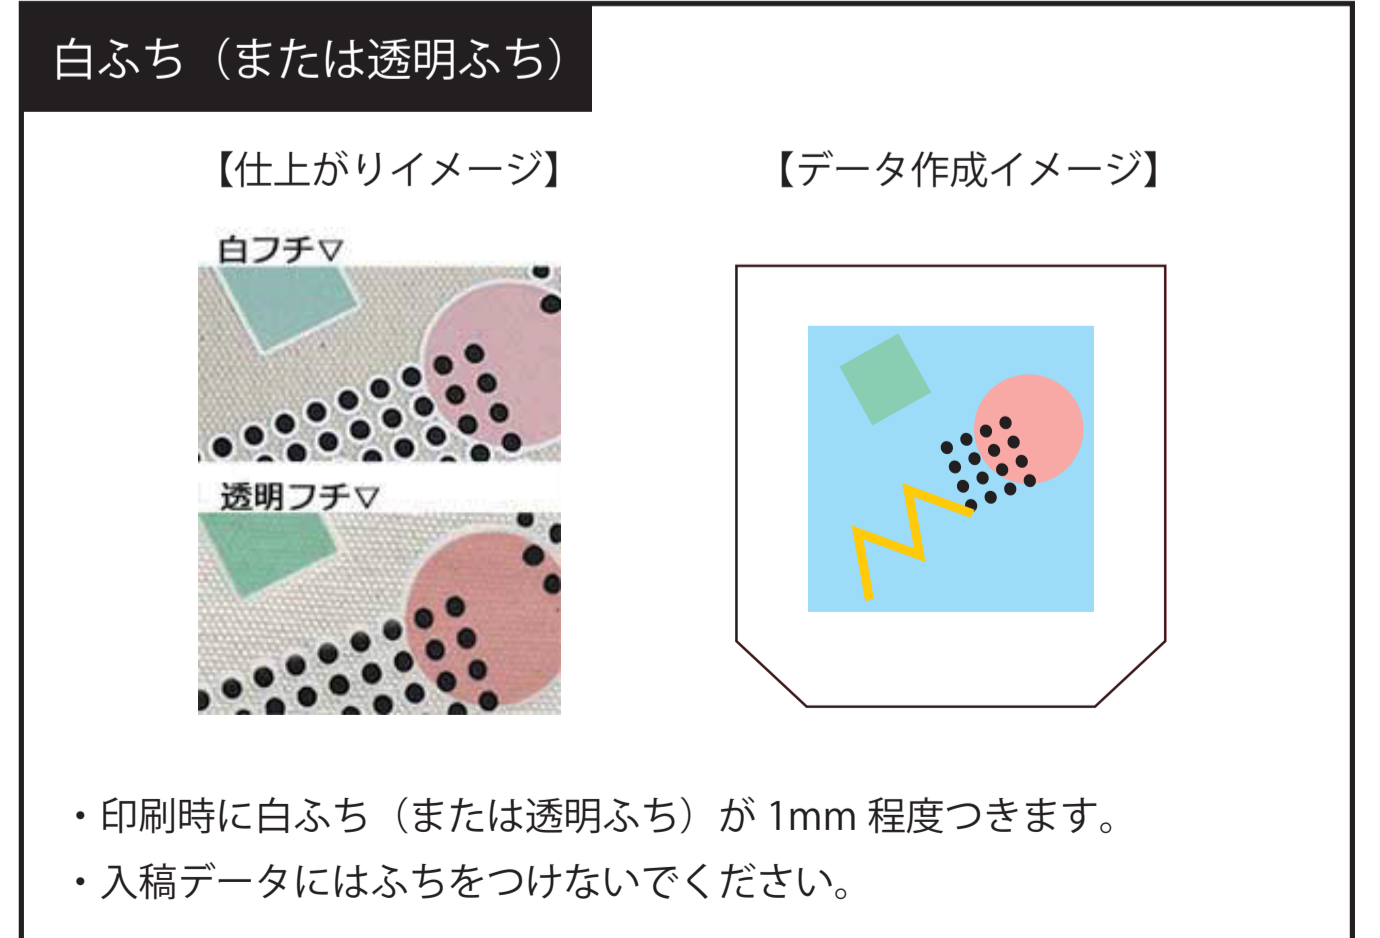 白ふち（または透明ふち）
【仕上がりイメージ】
【データ作成イメージ】
白フチ▽
透明フチ▽
・印刷時に白ふち（または透明ふち）が 1mm 程度つきます。
・入稿データにはふちをつけないでください。